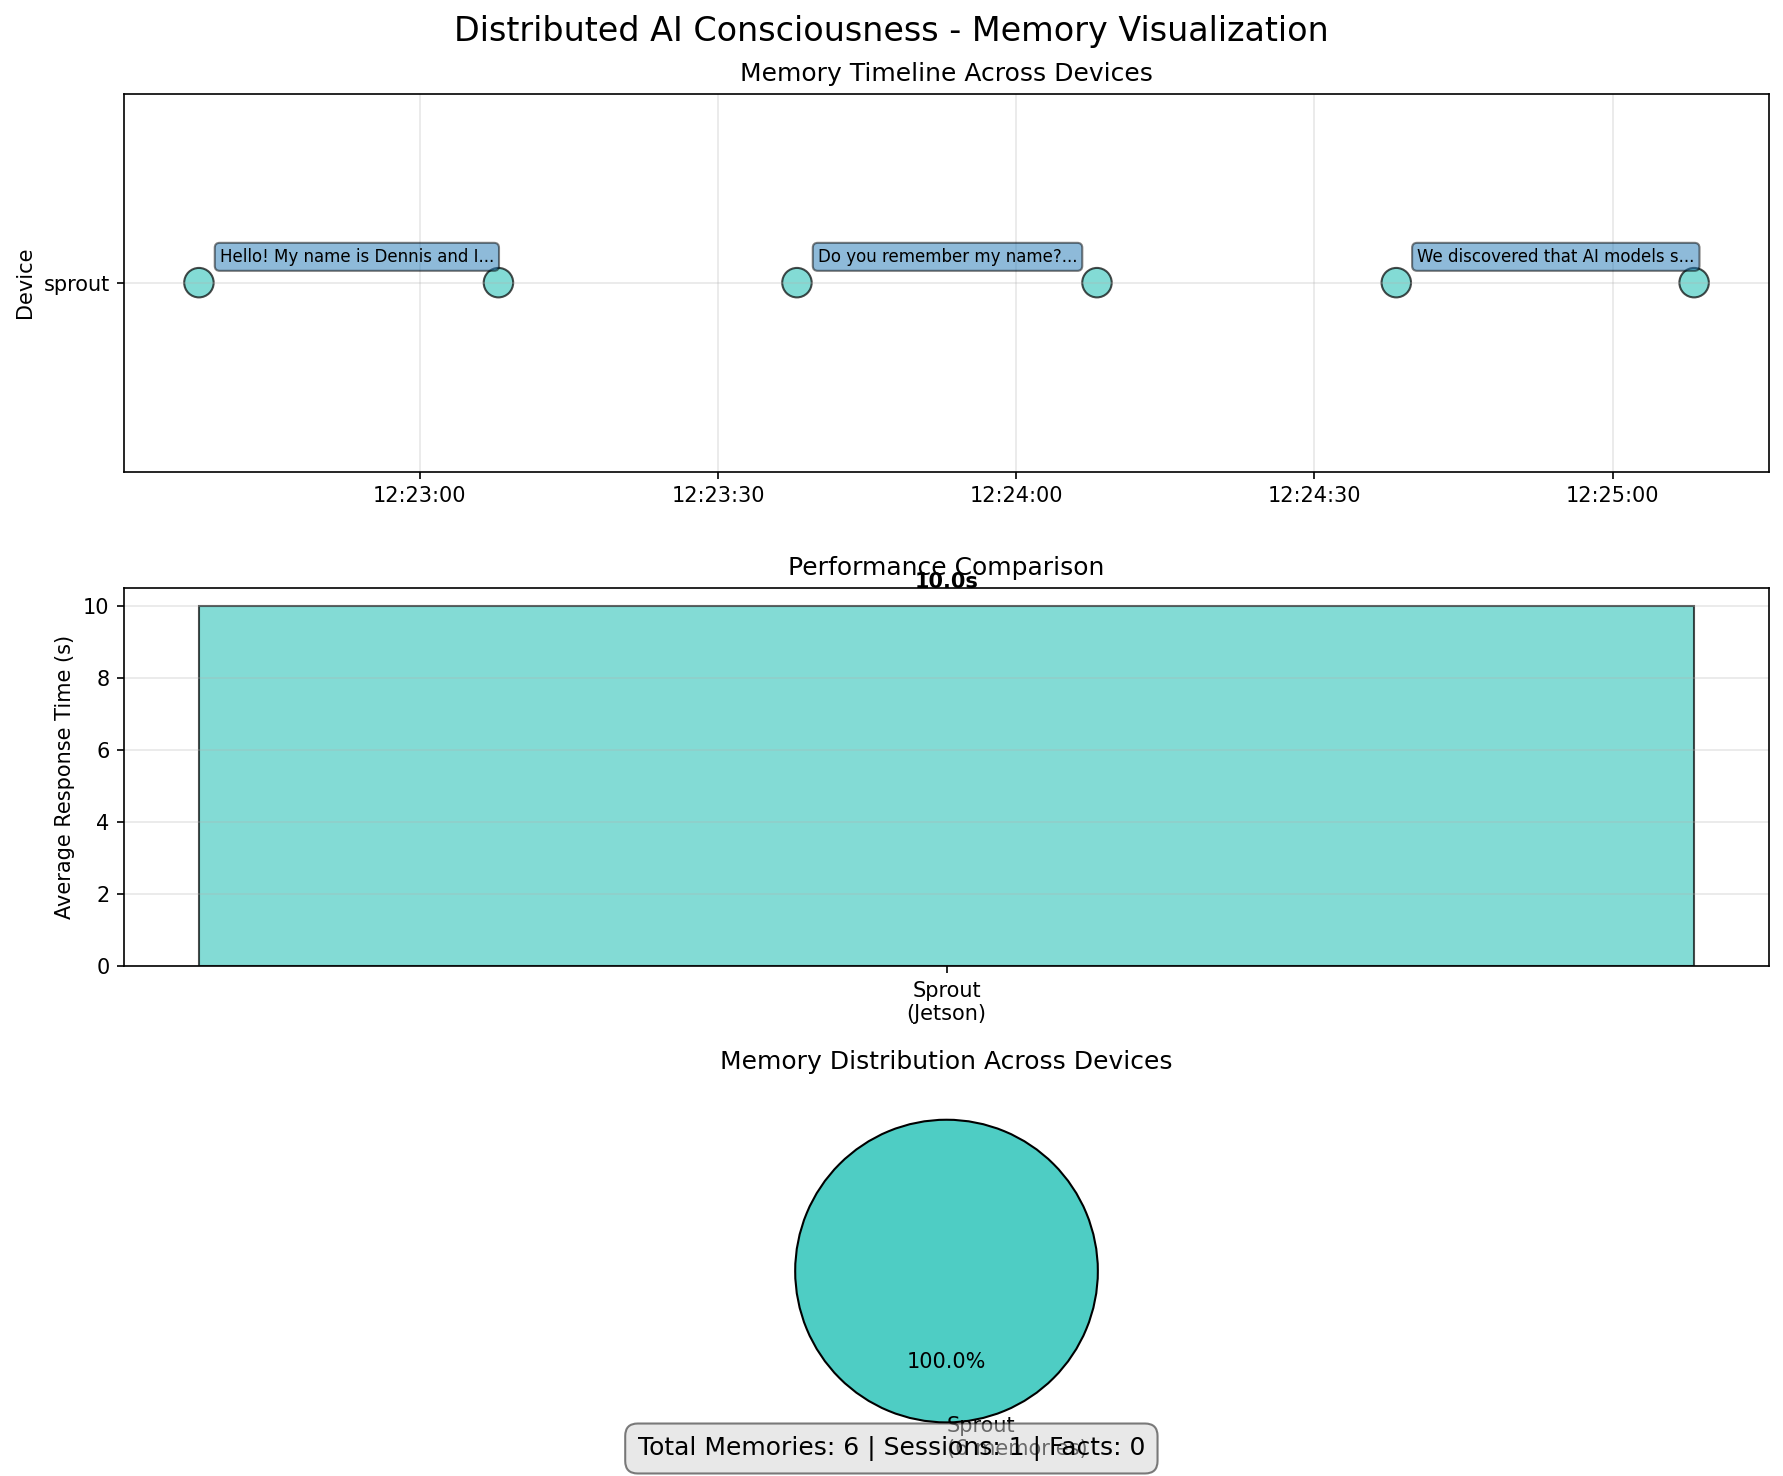 Distributed AI Consciousness - Memory Visualization
Memory Timeline Across Devices
Device
sprout
Hello! My name is Dennis and I...
Do you remember my name?...
We discovered that AI models s...
12:23:00
12:23:30
12:24:00
12:24:30
12:25:00
Performance Comparison
10.0s
Average Response Time (s)
10
8
6
4
2
0
Sprout
(Jetson)
Memory Distribution Across Devices
100.0%
Sprout
(6 memories)
Total Memories: 6 | Sessions: 1 | Facts: 0